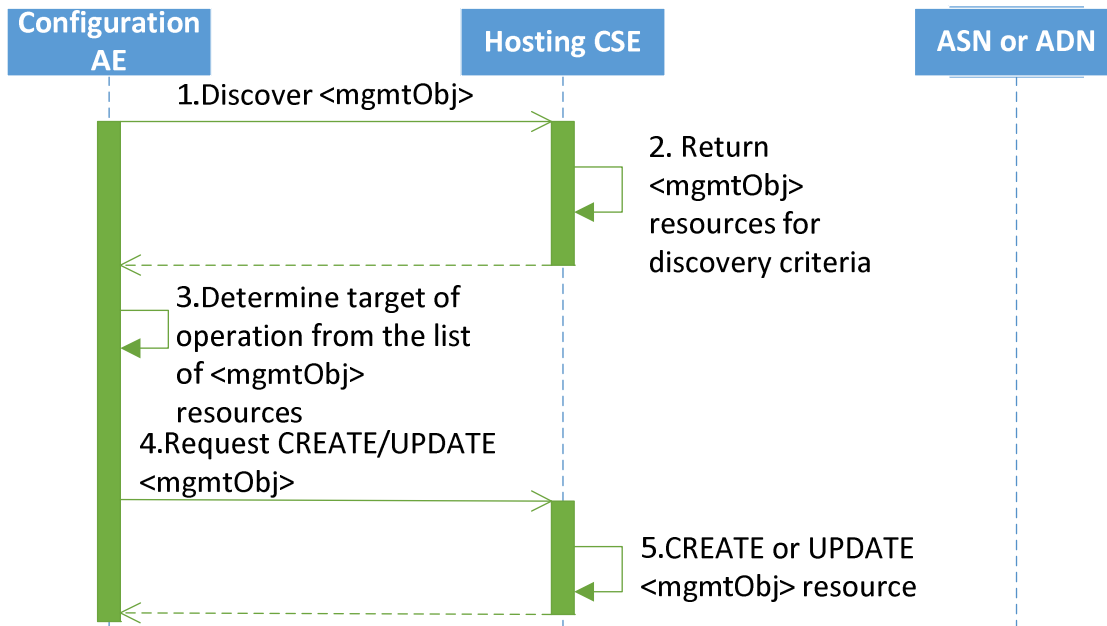 Configuration
AE
Hosting CSE
ASN or ADN
1.Discover <mgmtObj>
2. Return
<mgmtObj>
resources for
discovery criteria
3.Determine target of
operation from the list
of <mgmtObj>
resources
4.Request CREATE/UPDATE
<mgmtObj>
5.CREATE or UPDATE
<mgmtObj> resource